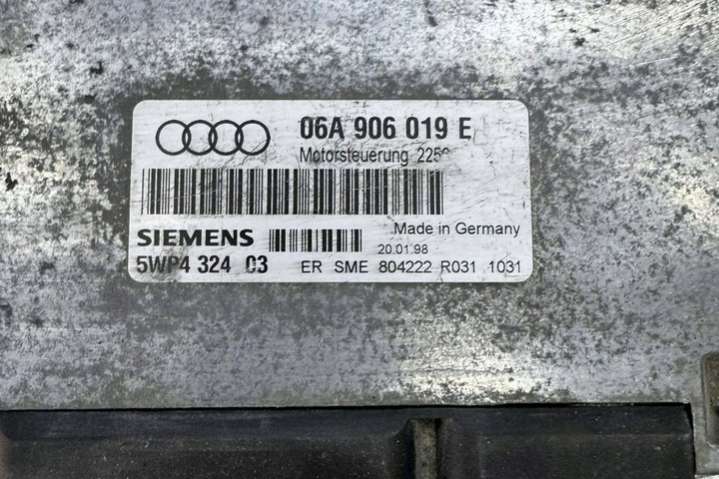 06A 906 019 E
Motorsteuerung
Made in Germany
SIEMENS
20.01.98
5WP4 324 03
ER SME 804222 R031 1031